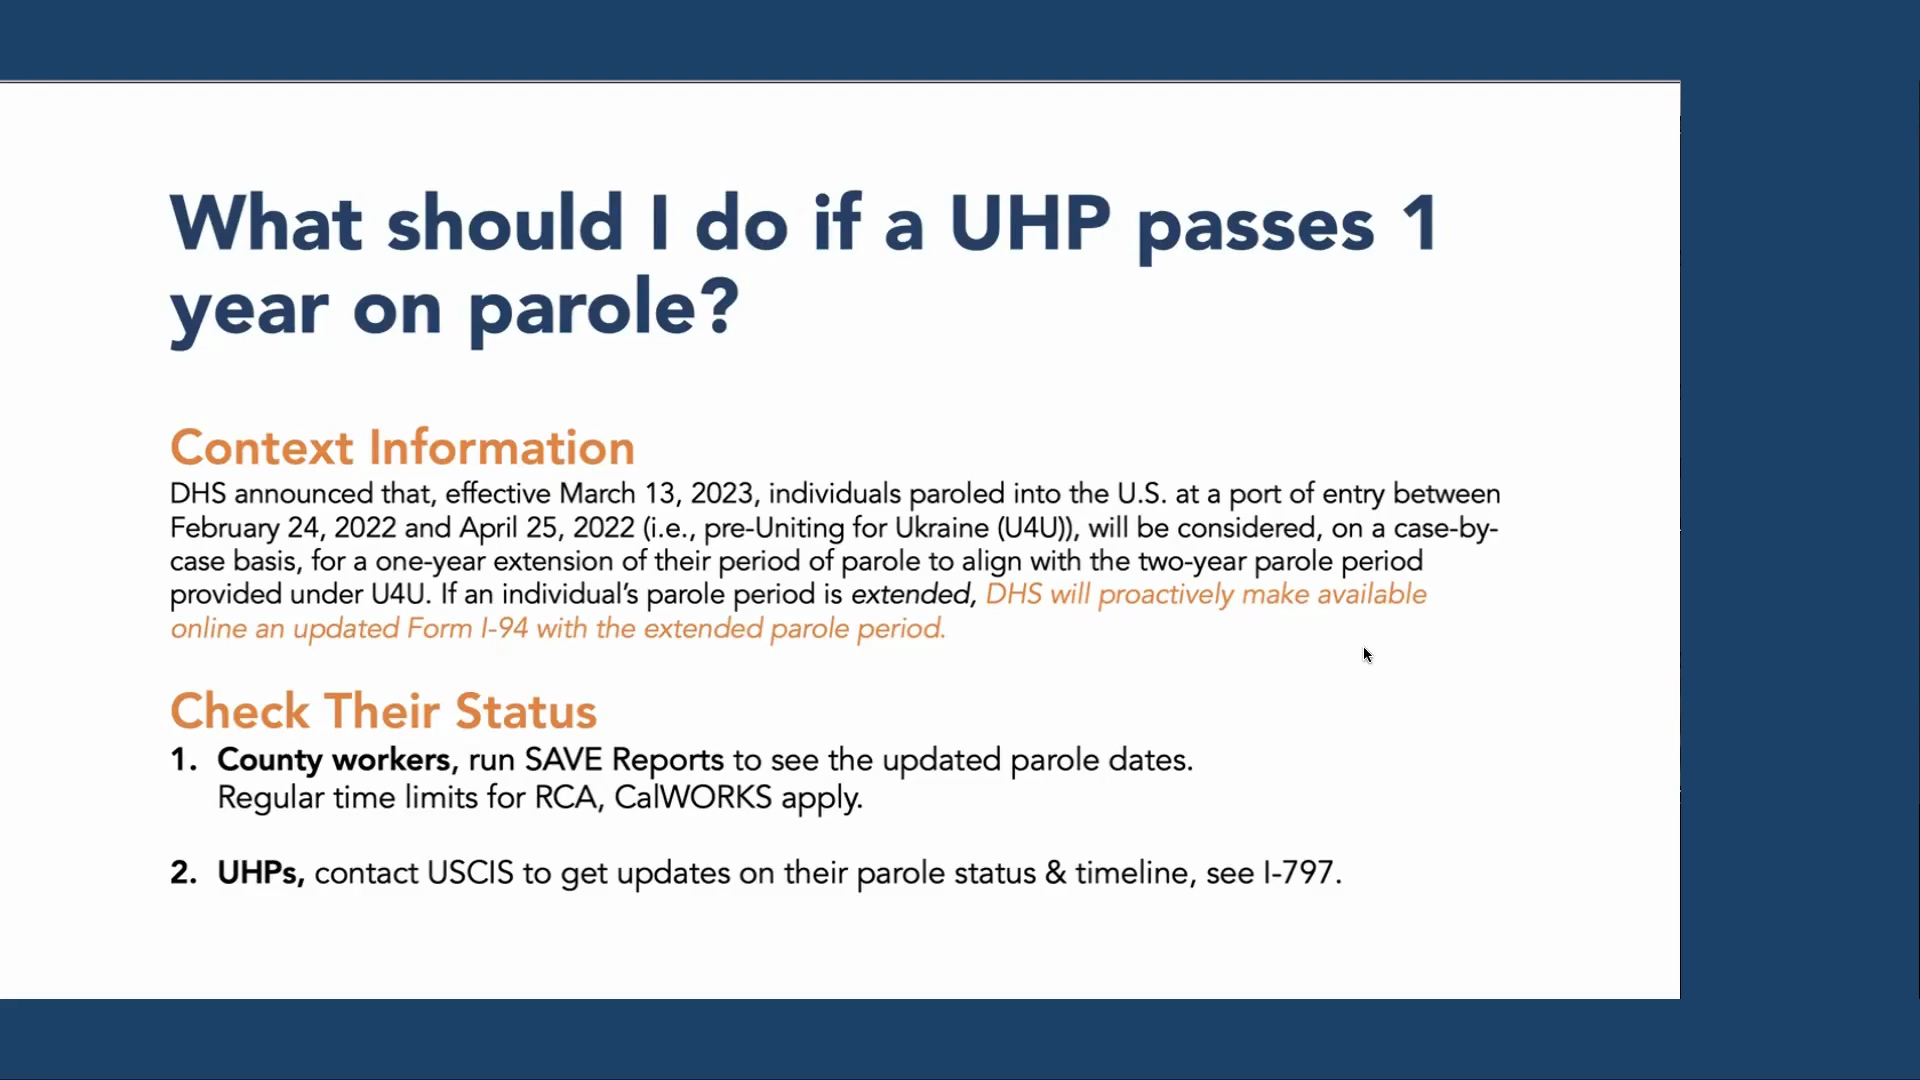 What should I do if a UHP passes 1
year on parole?
Context Information
DHS announced that, effective March 13, 2023, individuals paroled into the U.S. at a port of entry between
February 24, 2022 and April 25, 2022 (i.e., pre-Uniting for Ukraine (U4U)), will be considered, on a case-by-
case basis, for a one-year extension of their period of parole to align with the two-year parole period
provided under U4U. If an individual’s parole period is extended, DHS will proactively make available
online an updated Form I-94 with the extended parole period.
Check Their Status
1. County workers, run SAVE Reports to see the updated parole dates.
Regular time limits for RCA, CalWORKS apply.
2. UHPs, contact USCIS to get updates on their parole status & timeline, see I-797.